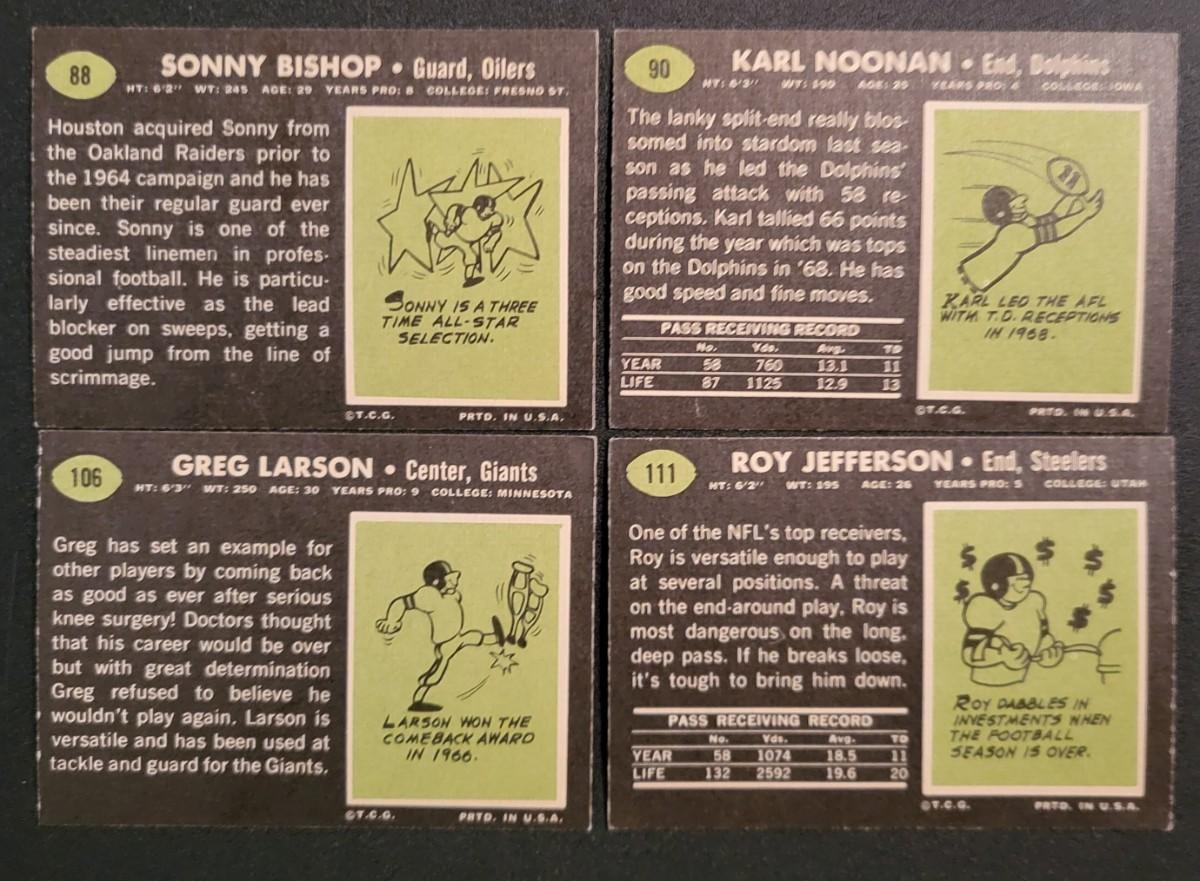 88
SONNY BISHOP • Guard, Oilers
HT: 6'2" WT: 245 AGE: 29 YEARS PRO: 8 COLLEGE: FRESNO ST.
Houston acquired Sonny from
the Oakland Raiders prior to
the 1964 campaign and he has
been their regular guard ever
since. Sonny is one of the
steadiest linemen in profes-
sional football. He is particu-
larly effective as the lead
blocker on sweeps, getting a
good jump from the line of
scrimmage.
SONNY IS A THREE
TIME ALL-STAR
SELECTION.
©T.C.G. PRTD. IN U.S.A.
90
KARL NOONAN • End, Dolphins
HT: 6'3" WT: 190 AGE: 25 YEARS PRO: 4 COLLEGE: IOWA
The lanky split-end really blos-
somed into stardom last sea-
son as he led the Dolphins'
passing attack with 58 re-
ceptions. Karl tallied 66 points
during the year which was tops
on the Dolphins in '68. He has
good speed and fine moves.
PASS RECEIVING RECORD
No. Yds. Avg. TD
YEAR 58 760 13.1 11
LIFE 87 1125 12.9 13
KARL LED THE AFL
WITH T.D. RECEPTIONS
IN 1968.
©T.C.G. PRTD. IN U.S.A.
106
GREG LARSON • Center, Giants
HT: 6'3" WT: 250 AGE: 30 YEARS PRO: 9 COLLEGE: MINNESOTA
Greg has set an example for
other players by coming back
as good as ever after serious
knee surgery! Doctors thought
that his career would be over
but with great determination
Greg refused to believe he
wouldn't play again. Larson is
versatile and has been used at
tackle and guard for the Giants.
LARSON WON THE
COMEBACK AWARD
IN 1966.
©T.C.G. PRTD. IN U.S.A.
111
ROY JEFFERSON • End, Steelers
HT: 6'2" WT: 195 AGE: 26 YEARS PRO: 5 COLLEGE: UTAH
One of the NFL's top receivers,
Roy is versatile enough to play
at several positions. A threat
on the end-around play, Roy is
most dangerous on the long,
deep pass. If he breaks loose,
it's tough to bring him down.
PASS RECEIVING RECORD
No. Yds. Avg. TD
YEAR 58 1074 18.5 11
LIFE 132 2592 19.6 20
$ $ $ $ $ $
ROY DABBLES IN
INVESTMENTS WHEN
THE FOOTBALL
SEASON IS OVER.
©T.C.G. PRTD. IN U.S.A.